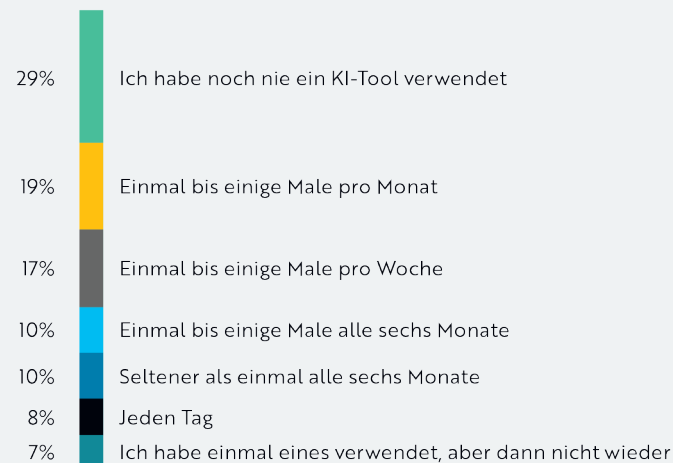 29% Ich habe noch nie ein KI-Tool verwendet
19% Einmal bis einige Male pro Monat
17% Einmal bis einige Male pro Woche
10% Einmal bis einige Male alle sechs Monate
10% Seltener als einmal alle sechs Monate
8% Jeden Tag
7% Ich habe einmal eines verwendet, aber dann nicht wieder